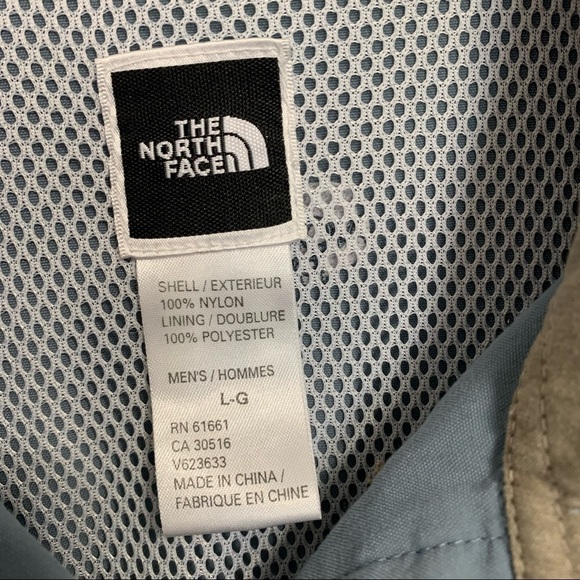 THE
NORTH
FACE
SHELL / EXTERIEUR
100% NYLON
LINING / DOUBLURE
100% POLYESTER
MEN'S / HOMMES
L-G
RN 61661
CA 30516
V623633
MADE IN CHINA /
FABRIQUE EN CHINE